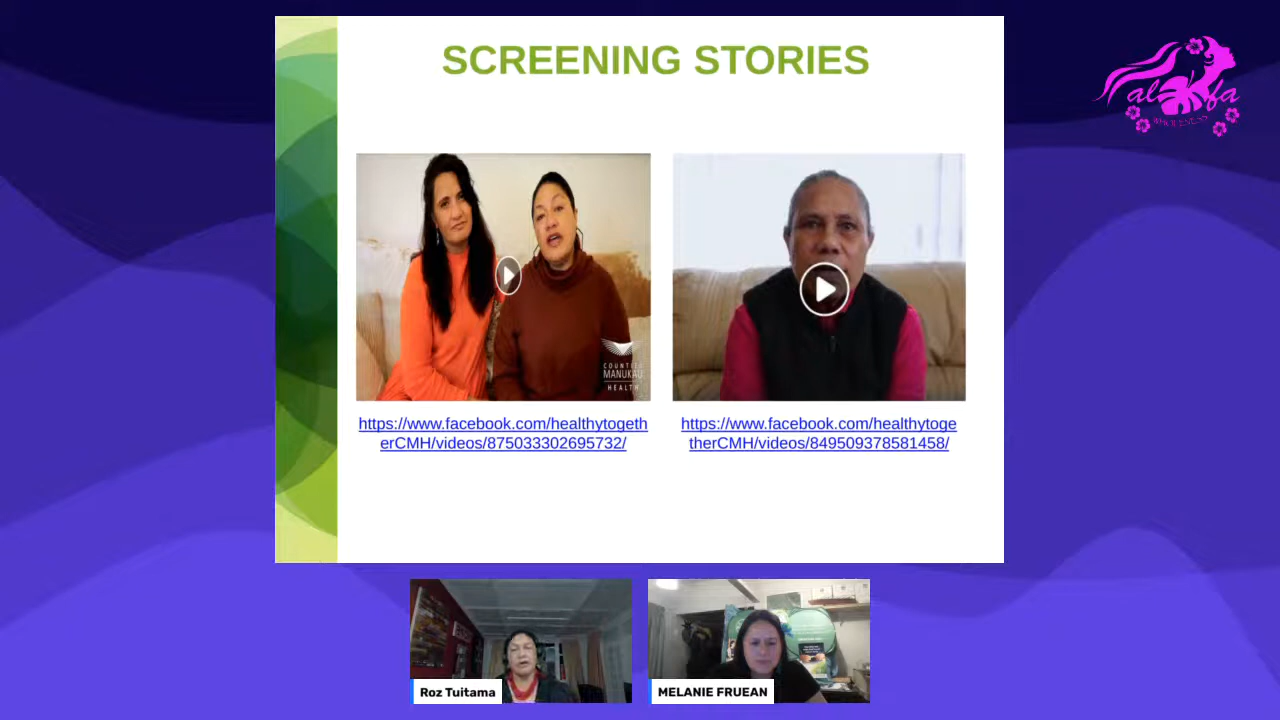 SCREENING STORIES
alofa
COUNTIES
MANUKAU
HEALTH
https://www.facebook.com/healthytogeth
erCMH/videos/875033302695732/
https://www.facebook.com/healthytoge
therCMH/videos/849509378581458/
Roz Tuitama
MELANIE FRUEAN